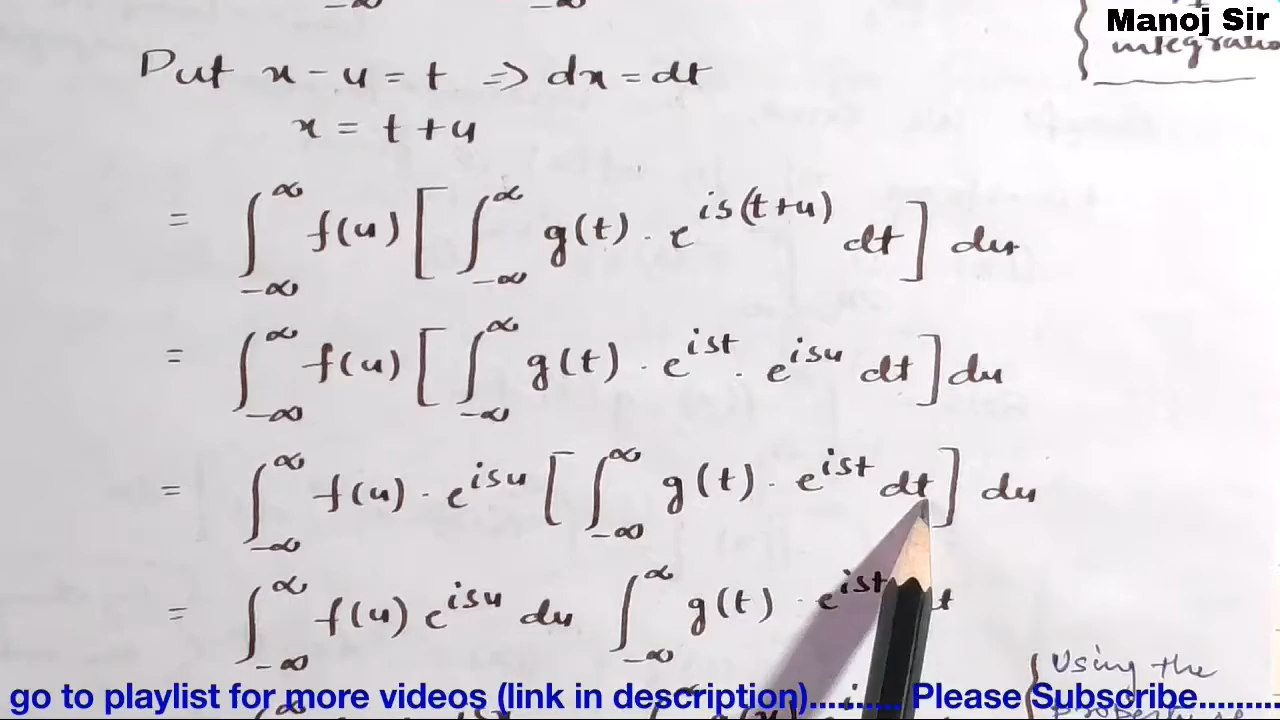 Manoj Sir
integratio
Put x - u = t ⇒ dx = dt
x = t + u
= ∫_{-∞}^{∞} f(u) [ ∫_{-∞}^{∞} g(t) · e^{is(t+u)} dt ] du
= ∫_{-∞}^{∞} f(u) [ ∫_{-∞}^{∞} g(t) · e^{ist} · e^{isu} dt ] du
= ∫_{-∞}^{∞} f(u) · e^{isu} [ ∫_{-∞}^{∞} g(t) · e^{ist} dt ] du
= ∫_{-∞}^{∞} f(u) e^{isu} du ∫_{-∞}^{∞} g(t) · e^{ist} t
Using the
go to playlist for more videos (link in description).......... Please Subscribe.........